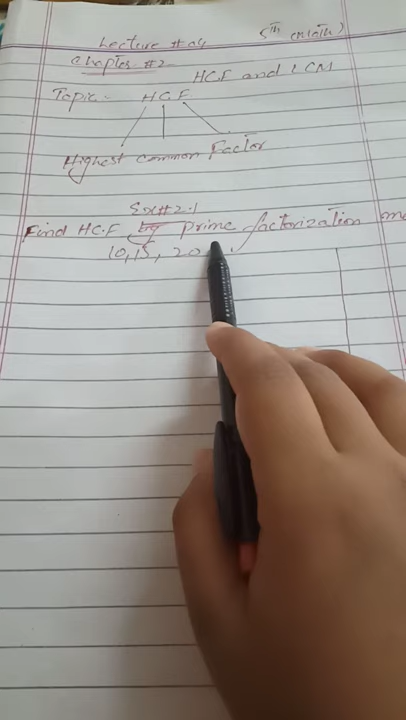 Lecture # 04 5th (Math)
Chapter #2
HCF and LCM
Topic - HCF
Highest Common Factor
Ex # 2.1
Find HCF by prime factorization
10, 15, 20